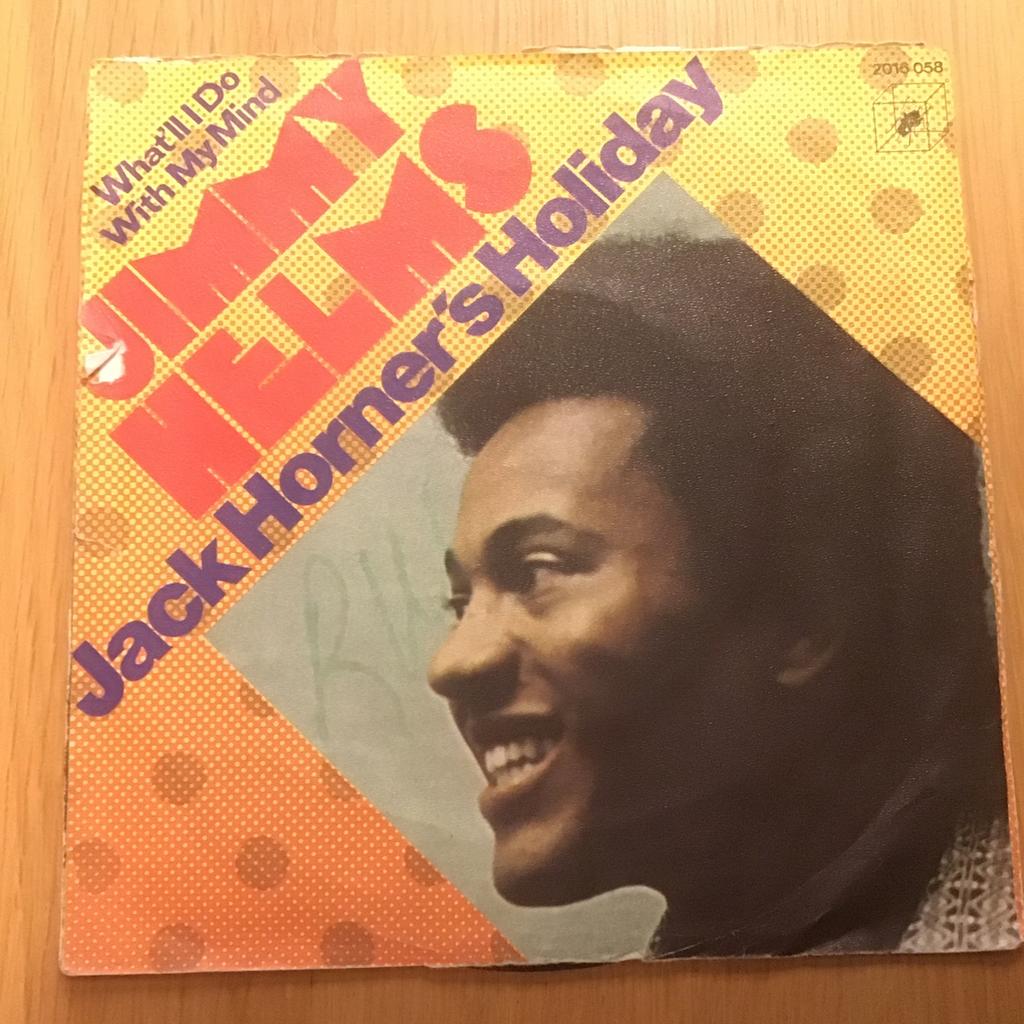 What'll I Do
With My Mind
JIMMY
HELMS
Jack Horner's Holiday
2016 058